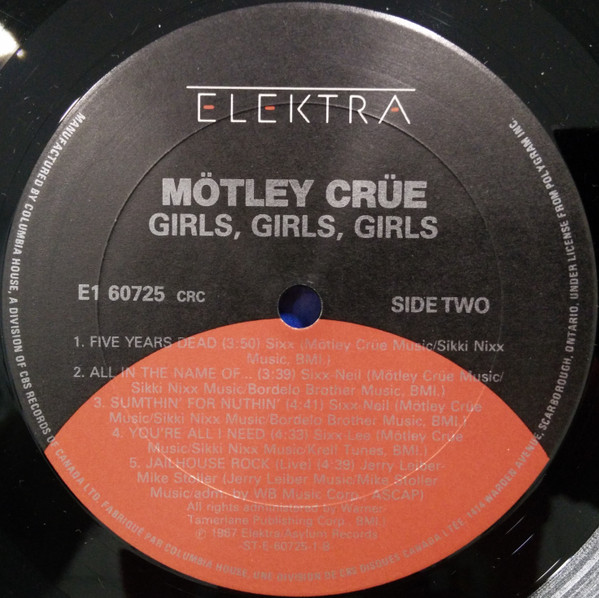 ELEKTRA
MÖTLEY CRÜE
GIRLS, GIRLS, GIRLS
E1 60725 CRC
SIDE TWO
1. FIVE YEARS DEAD (3:50) Sixx (Mötley Crüe Music/Sikki Nixx
Music, BMI.)
2. ALL IN THE NAME OF... (3:39) Sixx-Neil (Mötley Crüe Music/
Sikki Nixx Music/Bordelo Brother Music, BMI.)
3. SUMTHIN' FOR NUTHIN' (4:41) Sixx-Neil (Mötley Crüe
Music/Sikki Nixx Music/Bordelo Brother Music, BMI.)
4. YOU'RE ALL I NEED (4:33) Sixx-Lee (Mötley Crüe
Music/Sikki Nixx Music/Krell Tunes, BMI.)
5. JAILHOUSE ROCK (Live) (4:39) Jerry Leiber-
Mike Stoller (Jerry Leiber Music/Mike Stoller
Music/adm. by WB Music Corp., ASCAP)
All rights administered by Warner-
Tamerlane Publishing Corp., BMI.
Ⓟ 1987 Elektra/Asylum Records
-ST-E-60725-1-B
MANUFACTURED BY COLUMBIA HOUSE, A DIVISION OF CBS RECORDS OF CANADA LTD. FABRIQUÉ PAR COLUMBIA HOUSE, UNE DIVISION DE CBS DISQUES CANADA LTÉE, 1414 WARDEN AVENUE, SCARBOROUGH, ONTARIO, UNDER LICENSE FROM POLYGRAM INC.